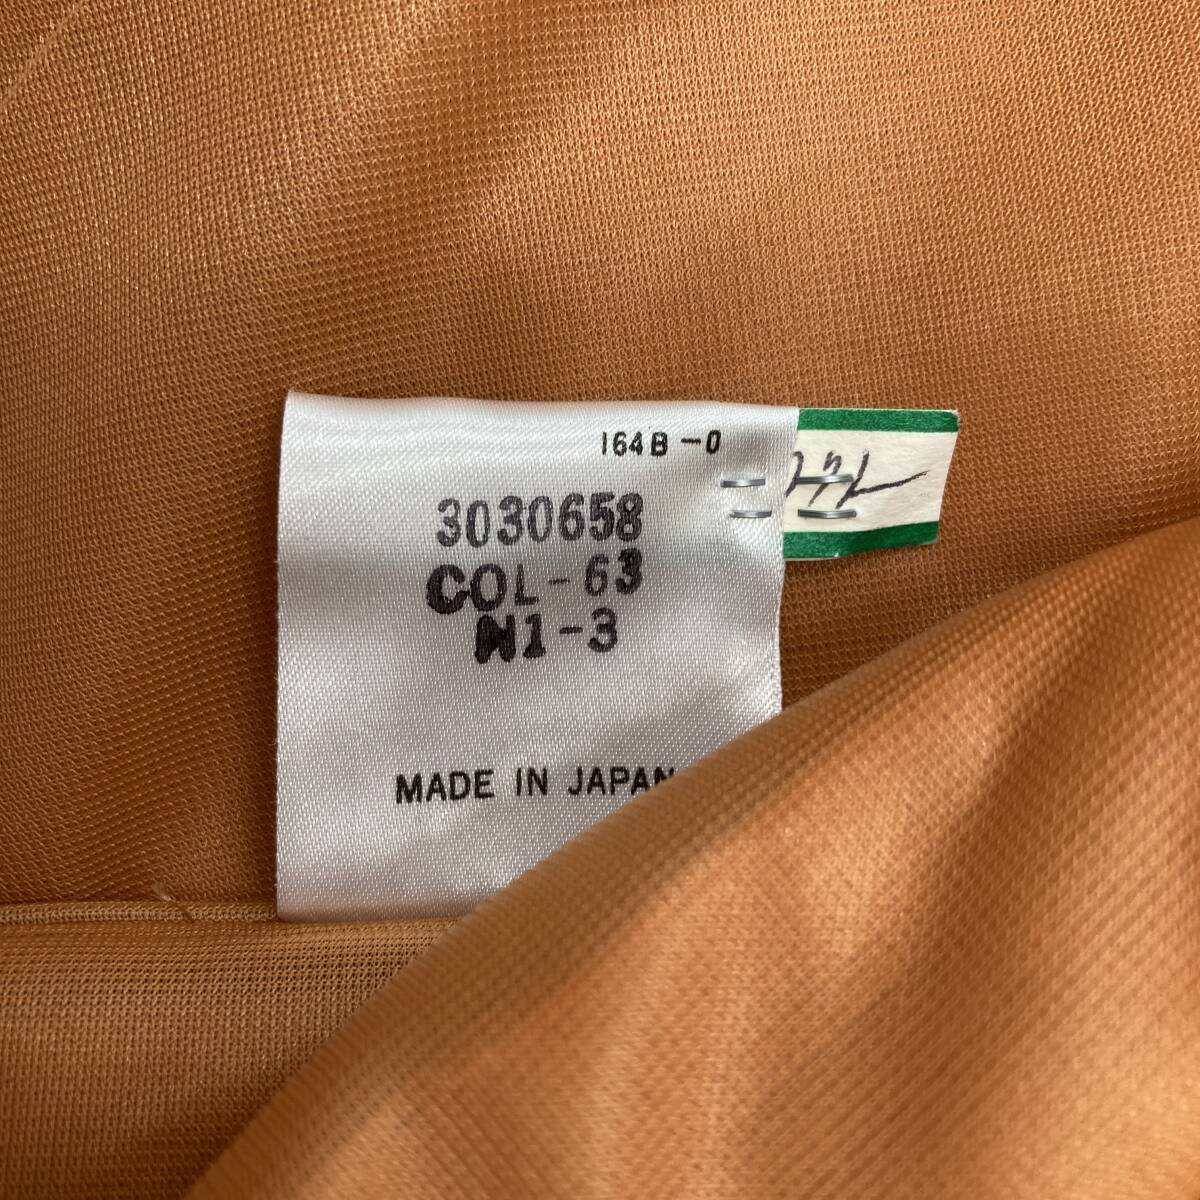 164B-0
3030658
COL-63
N1-3
MADE IN JAPAN